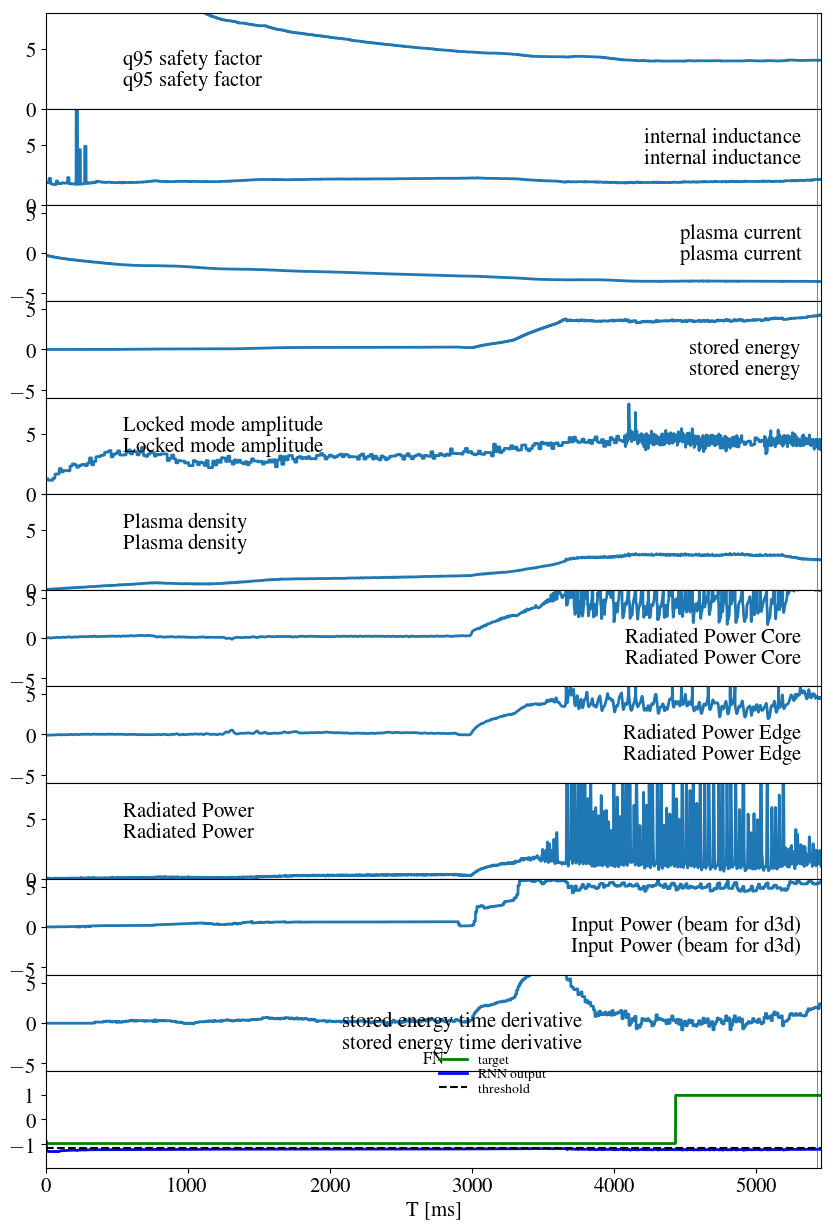 5
q95 safety factor
q95 safety factor
0
5
internal inductance
internal inductance
0
5
plasma current
0
plasma current
−5
5
0
stored energy
stored energy
−5
Locked mode amplitude
5
Locked mode amplitude
0
Plasma density
5
Plasma density
0
5
0
Radiated Power Core
Radiated Power Core
−5
5
0
Radiated Power Edge
Radiated Power Edge
−5
Radiated Power
5
Radiated Power
0
5
0
Input Power (beam for d3d)
Input Power (beam for d3d)
−5
5
0
stored energy time derivative
stored energy time derivative
−5
FN
target
RNN output
threshold
1
0
−1
0 1000 2000 3000 4000 5000
T [ms]